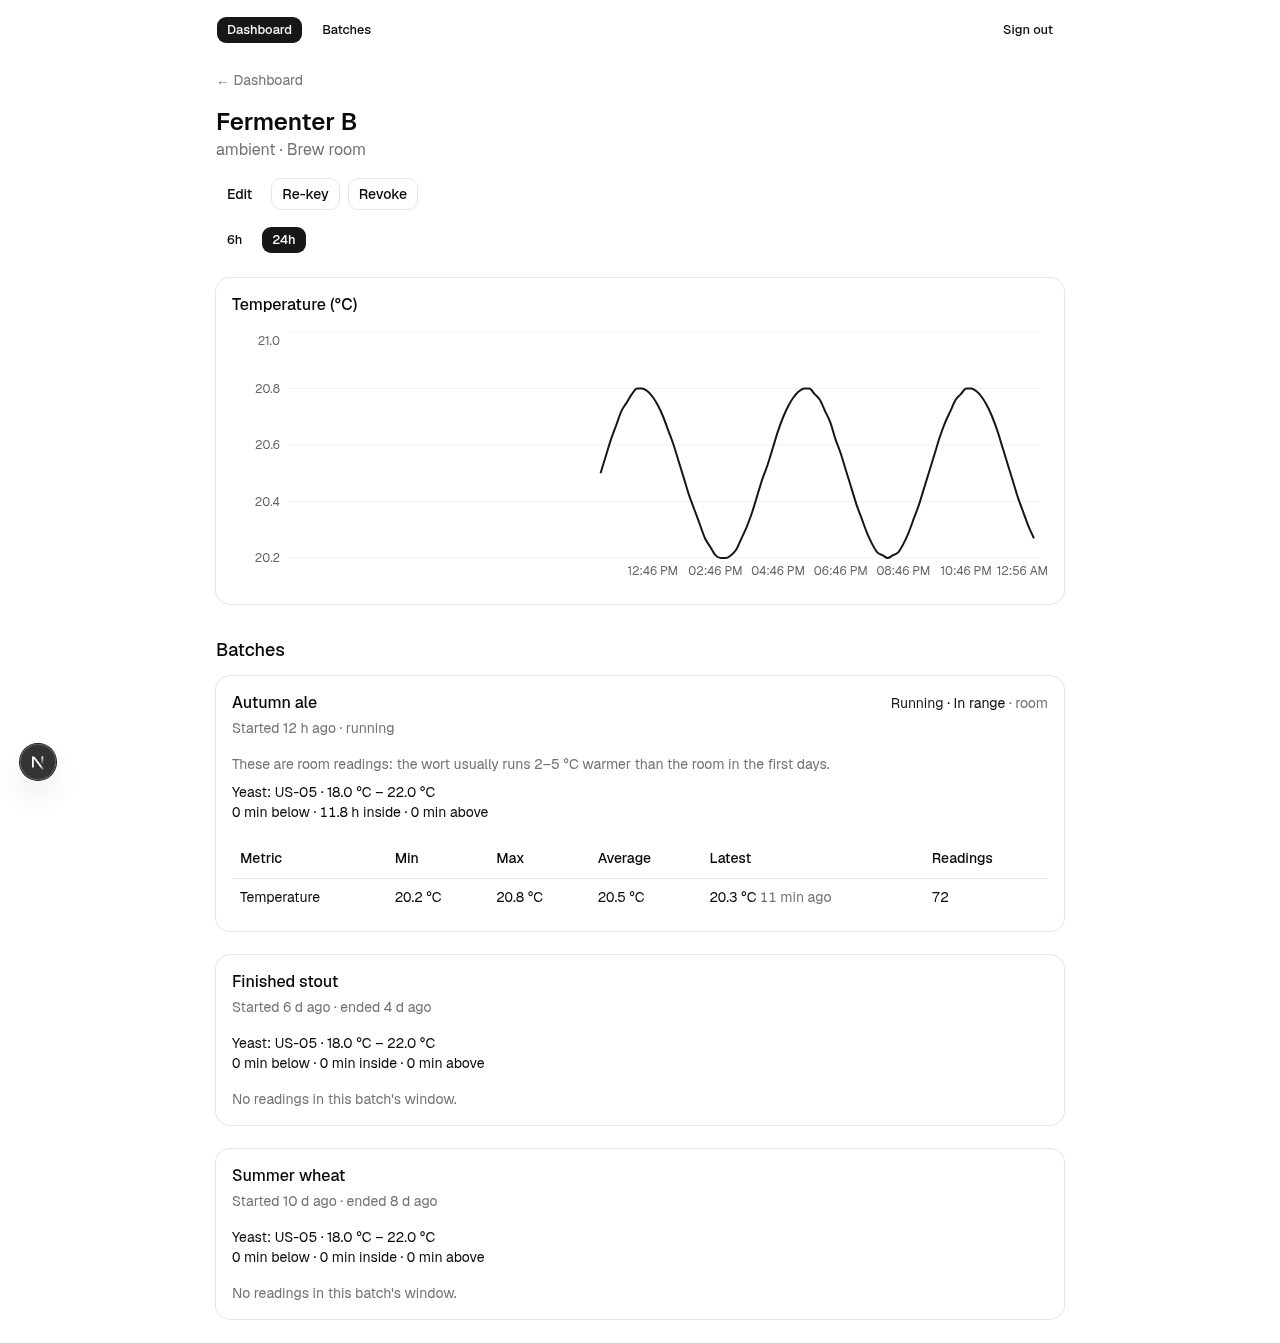 Dashboard Batches Sign out
← Dashboard
Fermenter B
ambient · Brew room
Edit Re-key Revoke
6h 24h
Temperature (°C)
21.0
20.8
20.6
20.4
20.2
12:46 PM 02:46 PM 04:46 PM 06:46 PM 08:46 PM 10:46 PM 12:56 AM
Batches
Autumn ale Running · In range · room
Started 12 h ago · running
These are room readings: the wort usually runs 2–5 °C warmer than the room in the first days.
Yeast: US-05 · 18.0 °C – 22.0 °C
0 min below · 11.8 h inside · 0 min above
Metric Min Max Average Latest Readings
Temperature 20.2 °C 20.8 °C 20.5 °C 20.3 °C 11 min ago 72
Finished stout
Started 6 d ago · ended 4 d ago
Yeast: US-05 · 18.0 °C – 22.0 °C
0 min below · 0 min inside · 0 min above
No readings in this batch's window.
Summer wheat
Started 10 d ago · ended 8 d ago
Yeast: US-05 · 18.0 °C – 22.0 °C
0 min below · 0 min inside · 0 min above
No readings in this batch's window.
N